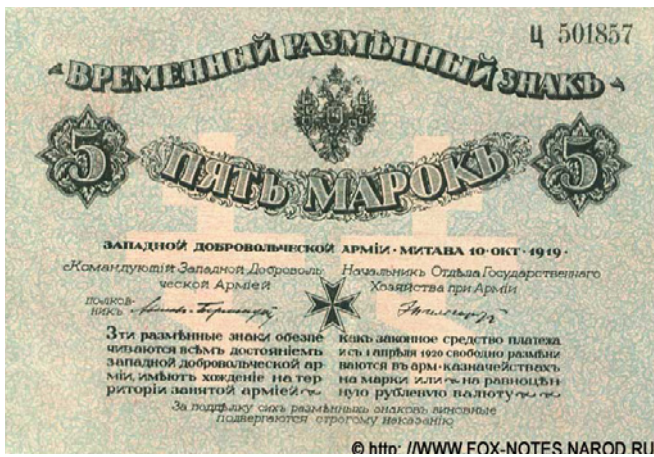 Ц 501857
ВРЕМЕННЫЙ РАЗМѢННЫЙ ЗНАКЪ
5 ПЯТЬ МАРОКЪ 5
ЗАПАДНОЙ ДОБРОВОЛЬЧЕСКОЙ АРМІИ · МИТАВА 10 · ОКТ · 1919 ·
Командующій Западной Доброволь
ческой Арміей
полков-
никъ
Начальникъ Отдѣла Государственнаго
Хозяйства при Арміи
Эти размѣнные знаки обезпе
чиваются всѣмъ достояніемъ
западной добровольческой ар
міи, имѣютъ хожденіе на тер
риторіи занятой арміей
какъ законное средство платежа
и съ 1 апрѣля 1920 свободно размѣни
ваются въ арм. казначействахъ
на марки или на равноцѣн
ную рублевую валюту
За поддѣлку сихъ размѣнныхъ знаковъ виновные
подвергаются строгому наказанію
© http: //WWW.FOX-NOTES.NAROD.RU